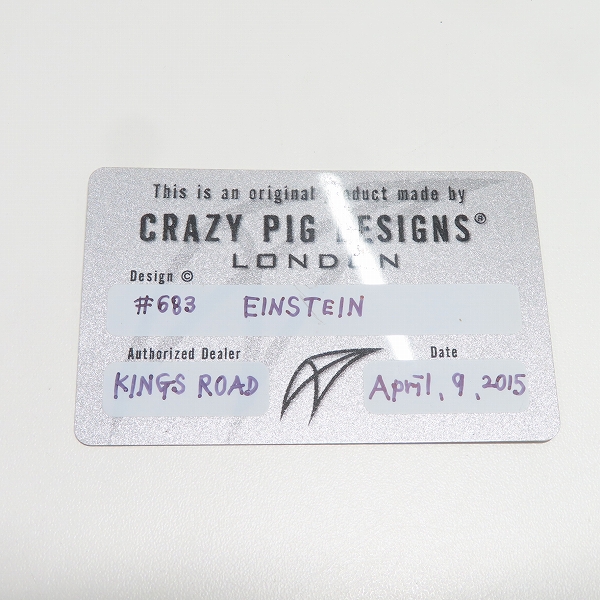 This is an original product made by
CRAZY PIG DESIGNS®
LONDON
Design ©
#683 EINSTEIN
Authorized Dealer Date
KINGS ROAD April, 9, 2015